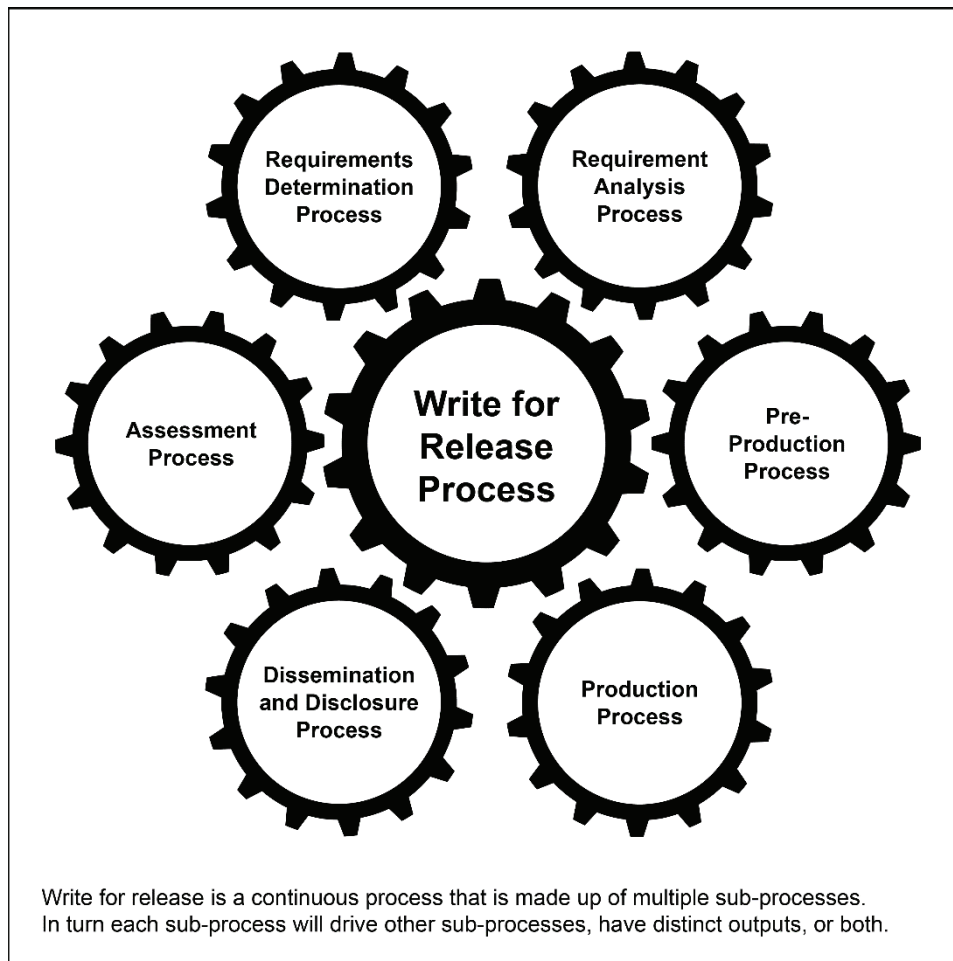 Requirements
Determination
Process
Requirement
Analysis
Process
Assessment
Process
Write for
Release
Process
Pre-
Production
Process
Dissemination
and Disclosure
Process
Production
Process
Write for release is a continuous process that is made up of multiple sub-processes.
In turn each sub-process will drive other sub-processes, have distinct outputs, or both.